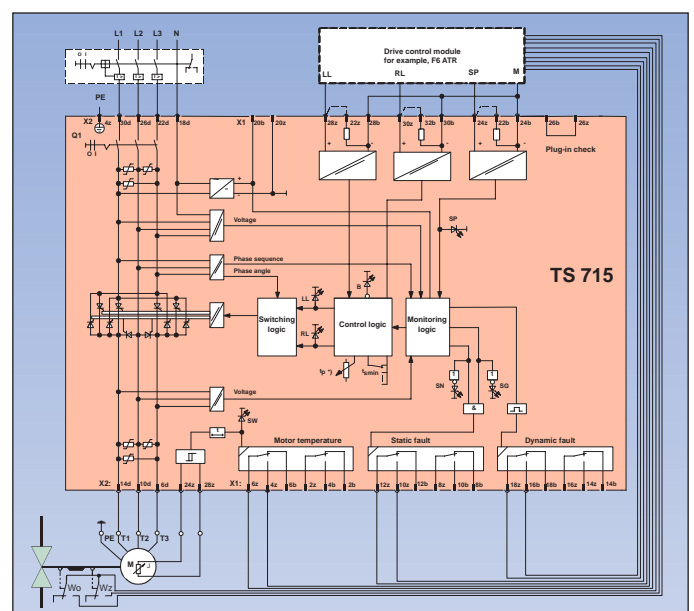 L1 L2 L3 N
O I
I> I> I>
Drive control module
for example, F6 ATR
LL RL SP M
PE
X2 4z 30d 26d 22d 18d X1 20b 20z 28z 22z 28b 30z 32b 30b 24z 22b 24b 26b 26z
Q1
O I
+ - + - + -
Plug-in check
+
-
Voltage
SP
Phase sequence
Phase angle
TS 715
B
LL
Switching
logic
Control logic
Monitoring
logic
RL
tp *)
tsmin
1 1
SN SG
Voltage
&
SW
t
Motor temperature
Static fault
Dynamic fault
X2: 14d 10d 6d 24z 28z X1: 6z 4z 6b 2z 4b 2b 12z 10z 12b 8z 10b 8b 18z 16b 18b 16z 14z 14b
PE T1 T2 T3
M
Wo Wz